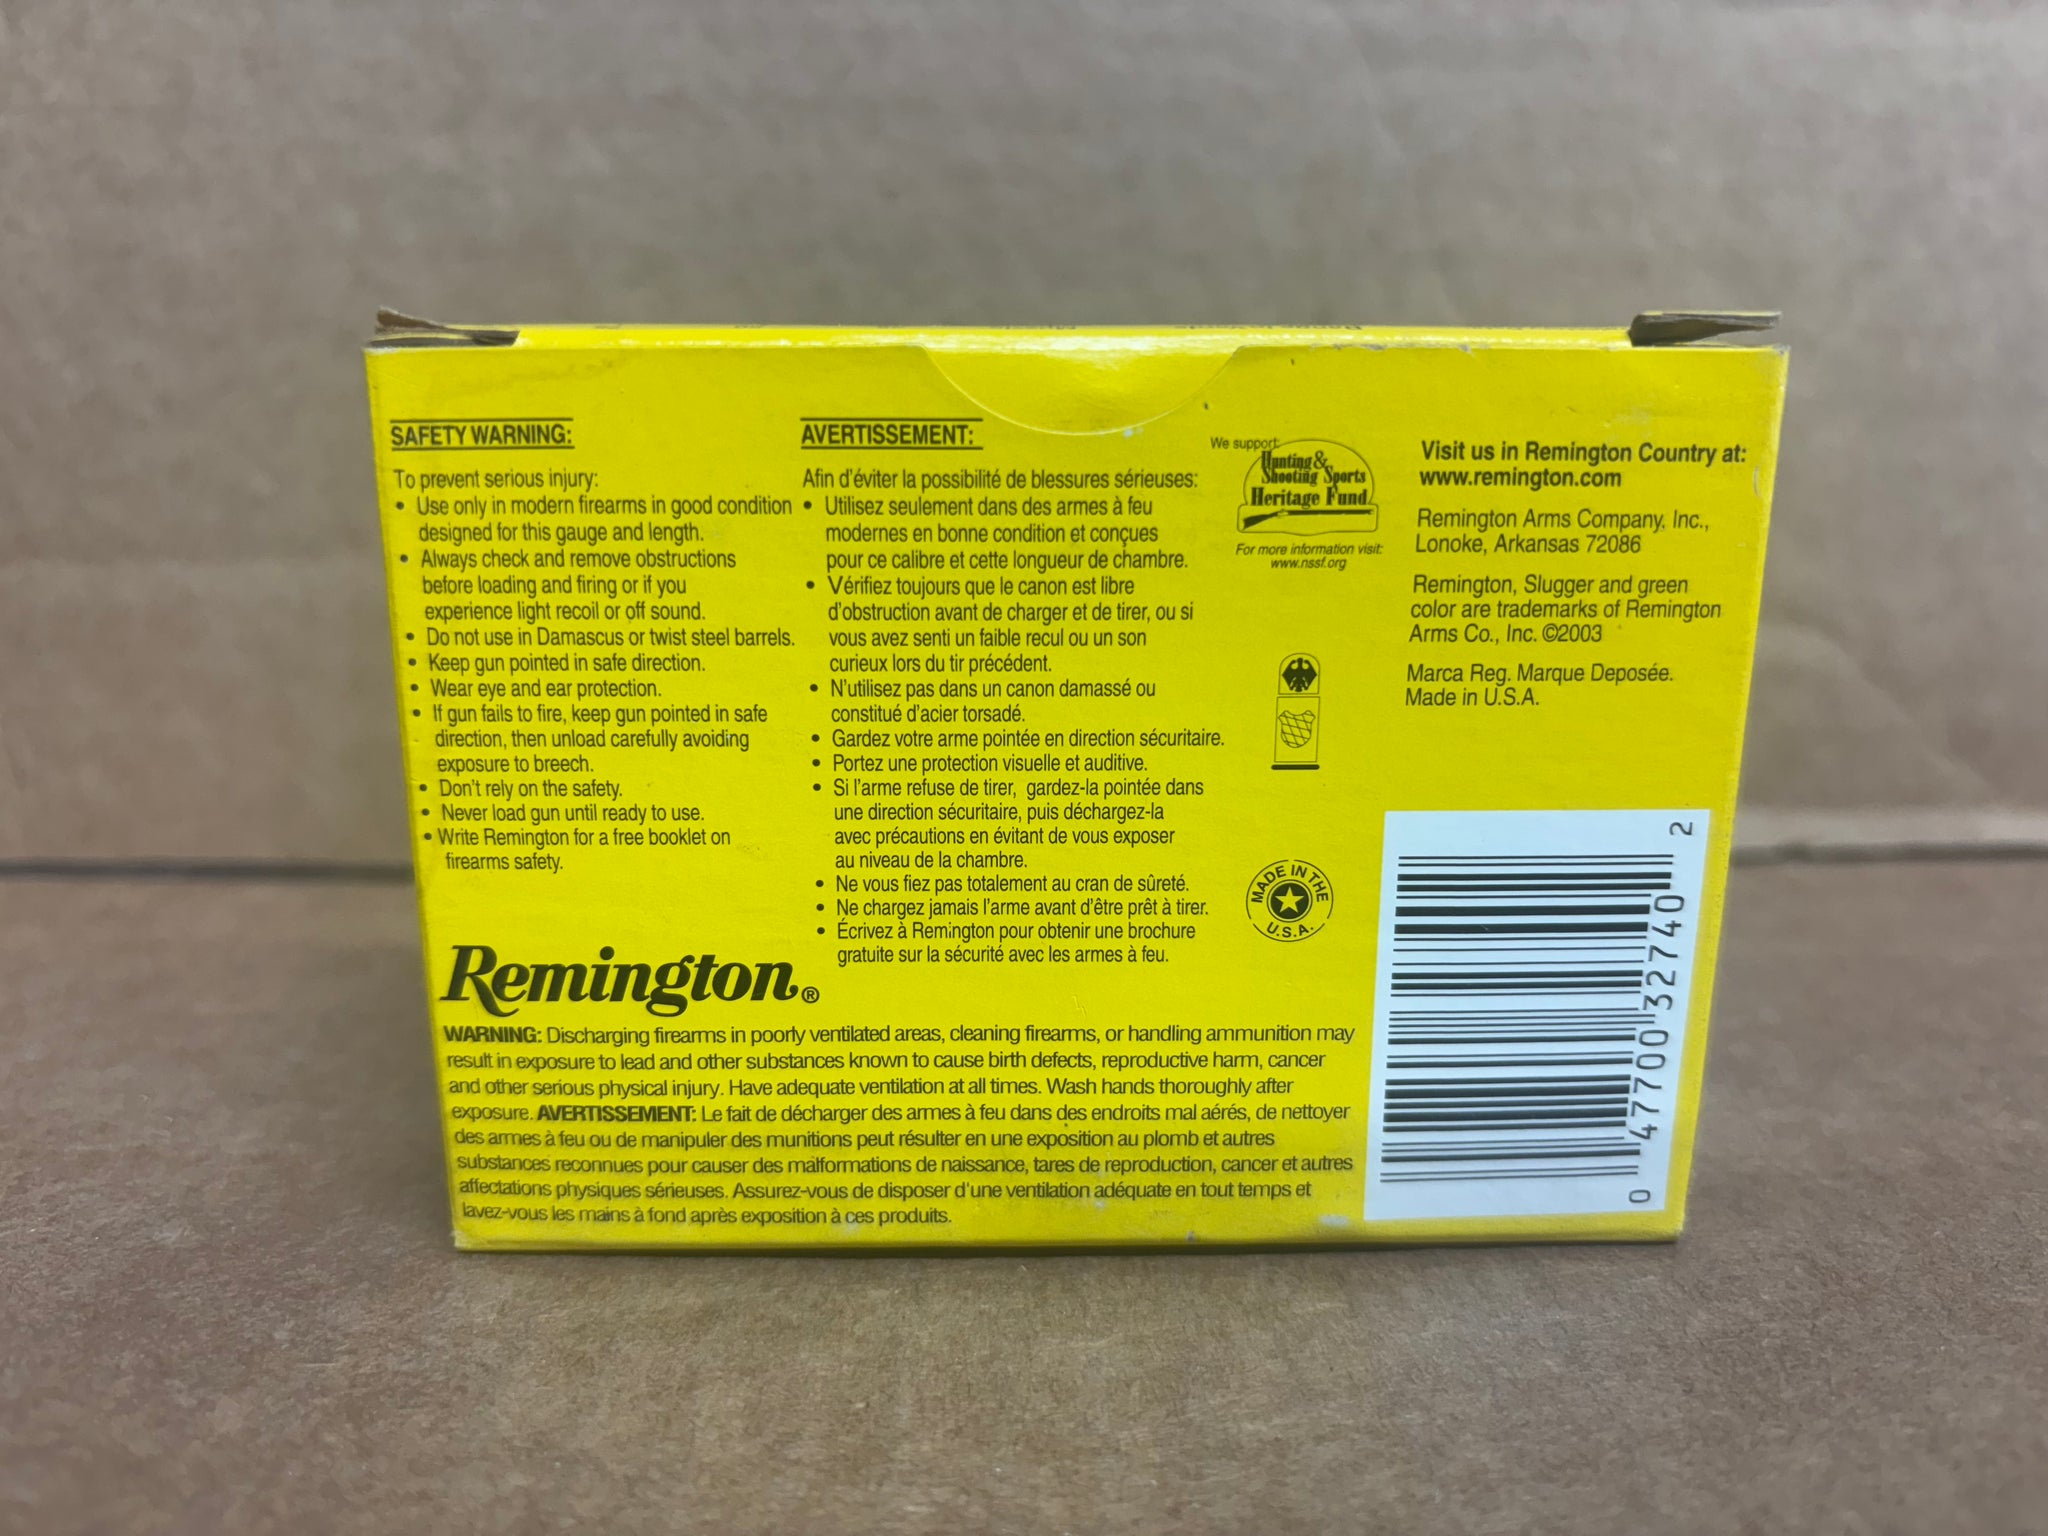 SAFETY WARNING:
To prevent serious injury:
• Use only in modern firearms in good condition
designed for this gauge and length.
• Always check and remove obstructions
before loading and firing or if you
experience light recoil or off sound.
• Do not use in Damascus or twist steel barrels.
• Keep gun pointed in safe direction.
• Wear eye and ear protection.
• If gun fails to fire, keep gun pointed in safe
direction, then unload carefully avoiding
exposure to breech.
• Don't rely on the safety.
• Never load gun until ready to use.
• Write Remington for a free booklet on
firearms safety.
AVERTISSEMENT:
Afin d'éviter la possibilité de blessures sérieuses:
• Utilisez seulement dans des armes à feu
modernes en bonne condition et conçues
pour ce calibre et cette longueur de chambre.
• Vérifiez toujours que le canon est libre
d'obstruction avant de charger et de tirer, ou si
vous avez senti un faible recul ou un son
curieux lors du tir précédent.
• N'utilisez pas dans un canon damassé ou
constitué d'acier torsadé.
• Gardez votre arme pointée en direction sécuritaire.
• Portez une protection visuelle et auditive.
• Si l'arme refuse de tirer, gardez-la pointée dans
une direction sécuritaire, puis déchargez-la
avec précautions en évitant de vous exposer
au niveau de la chambre.
• Ne vous fiez pas totalement au cran de sûreté.
• Ne chargez jamais l'arme avant d'être prêt à tirer.
• Écrivez à Remington pour obtenir une brochure
gratuite sur la sécurité avec les armes à feu.
We support:
Hunting &
Shooting Sports
Heritage Fund
For more information visit:
www.nssf.org
MADE IN THE
U.S.A.
Visit us in Remington Country at:
www.remington.com
Remington Arms Company, Inc.,
Lonoke, Arkansas 72086
Remington, Slugger and green
color are trademarks of Remington
Arms Co., Inc. ©2003
Marca Reg. Marque Deposée.
Made in U.S.A.
Remington®
WARNING: Discharging firearms in poorly ventilated areas, cleaning firearms, or handling ammunition may
result in exposure to lead and other substances known to cause birth defects, reproductive harm, cancer
and other serious physical injury. Have adequate ventilation at all times. Wash hands thoroughly after
exposure. AVERTISSEMENT: Le fait de décharger des armes à feu dans des endroits mal aérés, de nettoyer
des armes à feu ou de manipuler des munitions peut résulter en une exposition au plomb et autres
substances reconnues pour causer des malformations de naissance, tares de reproduction, cancer et autres
affectations physiques sérieuses. Assurez-vous de disposer d'une ventilation adéquate en tout temps et
lavez-vous les mains à fond après exposition à ces produits.
0 47700 32740 2